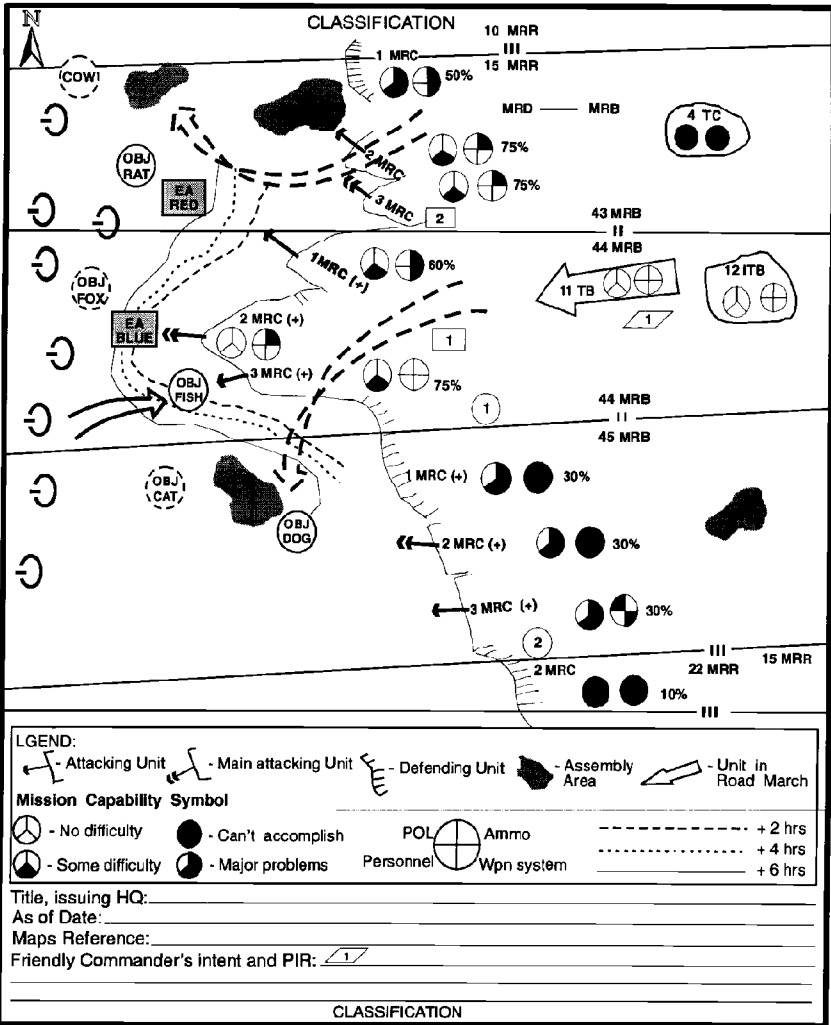 N
CLASSIFICATION
10 MRR
III
15 MRR
COW
1 MRC
50%
MRD MRB
4 TC
OBJ
RAT
2 MRC
75%
EA
RED
3 MRC
75%
2
43 MRB
II
44 MRB
1MRC (+)
60%
12 ITB
11 TB
OBJ
FOX
1
EA
BLUE
2 MRC (+)
1
3 MRC (+)
75%
OBJ
FISH
1
44 MRB
II
45 MRB
OBJ
CAT
1 MRC (+)
30%
OBJ
DOG
2 MRC (+)
30%
3 MRC (+)
30%
2
III
15 MRR
22 MRR
2 MRC
10%
III
LGEND:
- Attacking Unit
- Main attacking Unit
- Defending Unit
- Assembly
Area
- Unit in
Road March
Mission Capability Symbol
- No difficulty
- Can't accomplish
POL Ammo
+ 2 hrs
- Some difficulty
- Major problems
Personnel Wpn system
+ 4 hrs
+ 6 hrs
Title, issuing HQ:
As of Date:
Maps Reference:
Friendly Commander's intent and PIR: 1
CLASSIFICATION